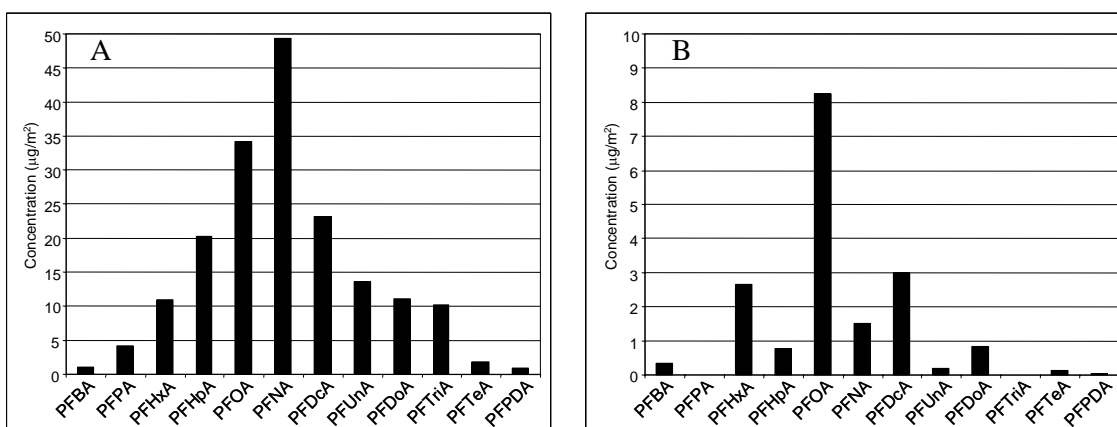 A
Concentration (µg/m²)
50
45
40
35
30
25
20
15
10
5
0
PFBA
PFPA
PFHxA
PFHpA
PFOA
PFNA
PFDcA
PFUnA
PFDoA
PFTriA
PFTeA
PFPDA
B
Concentration (µg/m²)
10
9
8
7
6
5
4
3
2
1
0
PFBA
PFPA
PFHxA
PFHpA
PFOA
PFNA
PFDcA
PFUnA
PFDoA
PFTriA
PFTeA
PFPDA